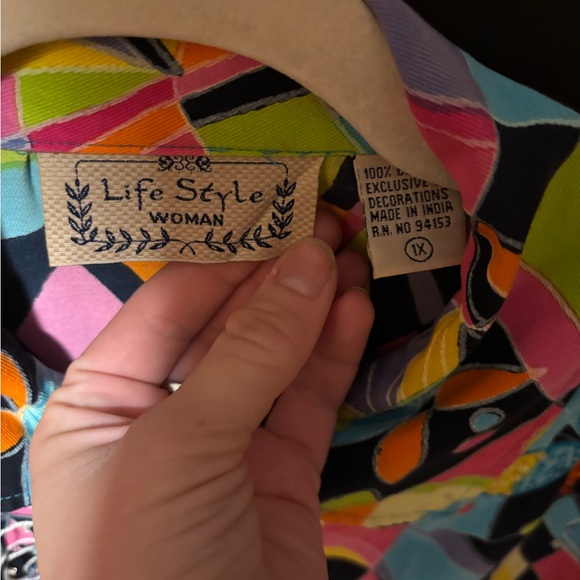 Life Style
WOMAN
100%
EXCLUSIVE
DECORATIONS
MADE IN INDIA
R.N. NO 94153
1X